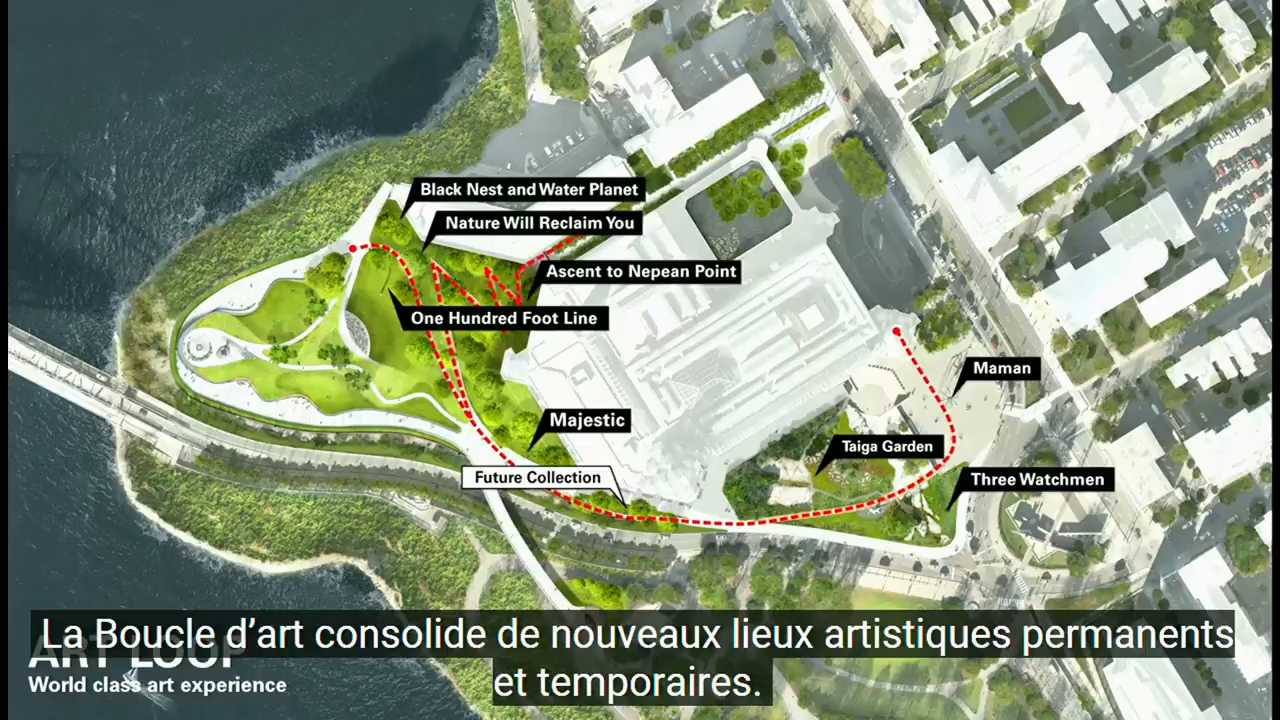 Black Nest and Water Planet
Nature Will Reclaim You
Ascent to Nepean Point
One Hundred Foot Line
Maman
Majestic
Taiga Garden
Future Collection
Three Watchmen
ART LOOP
World class art experience
La Boucle d’art consolide de nouveaux lieux artistiques permanents
et temporaires.